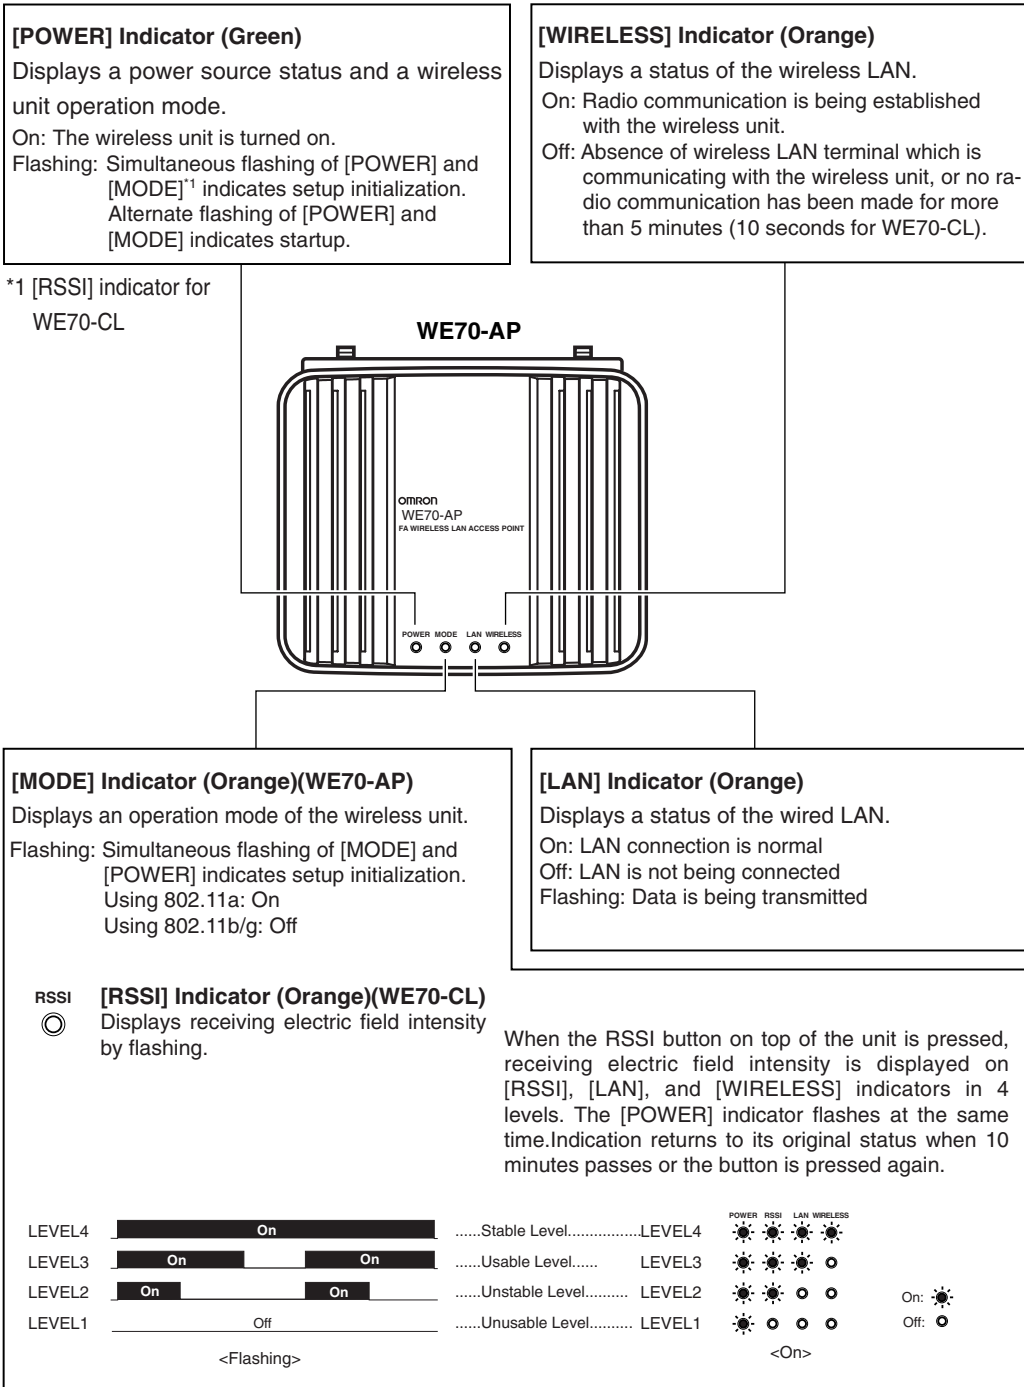 [POWER] Indicator (Green)
Displays a power source status and a wireless
unit operation mode.
On: The wireless unit is turned on.
Flashing: Simultaneous flashing of [POWER] and
[MODE]*1 indicates setup initialization.
Alternate flashing of [POWER] and
[MODE] indicates startup.
[WIRELESS] Indicator (Orange)
Displays a status of the wireless LAN.
On: Radio communication is being established
with the wireless unit.
Off: Absence of wireless LAN terminal which is
communicating with the wireless unit, or no ra-
dio communication has been made for more
than 5 minutes (10 seconds for WE70-CL).
*1 [RSSI] indicator for
WE70-CL
WE70-AP
OMRON
WE70-AP
FA WIRELESS LAN ACCESS POINT
POWER MODE LAN WIRELESS
[MODE] Indicator (Orange)(WE70-AP)
Displays an operation mode of the wireless unit.
Flashing: Simultaneous flashing of [MODE] and
[POWER] indicates setup initialization.
Using 802.11a: On
Using 802.11b/g: Off
[LAN] Indicator (Orange)
Displays a status of the wired LAN.
On: LAN connection is normal
Off: LAN is not being connected
Flashing: Data is being transmitted
RSSI [RSSI] Indicator (Orange)(WE70-CL)
Displays receiving electric field intensity
by flashing.
When the RSSI button on top of the unit is pressed,
receiving electric field intensity is displayed on
[RSSI], [LAN], and [WIRELESS] indicators in 4
levels. The [POWER] indicator flashes at the same
time.Indication returns to its original status when 10
minutes passes or the button is pressed again.
POWER RSSI LAN WIRELESS
LEVEL4 On ......Stable Level.................LEVEL4
LEVEL3 On On ......Usable Level...... LEVEL3
LEVEL2 On On ......Unstable Level.......... LEVEL2 On:
LEVEL1 Off ......Unusable Level.......... LEVEL1 Off:
<Flashing> <On>